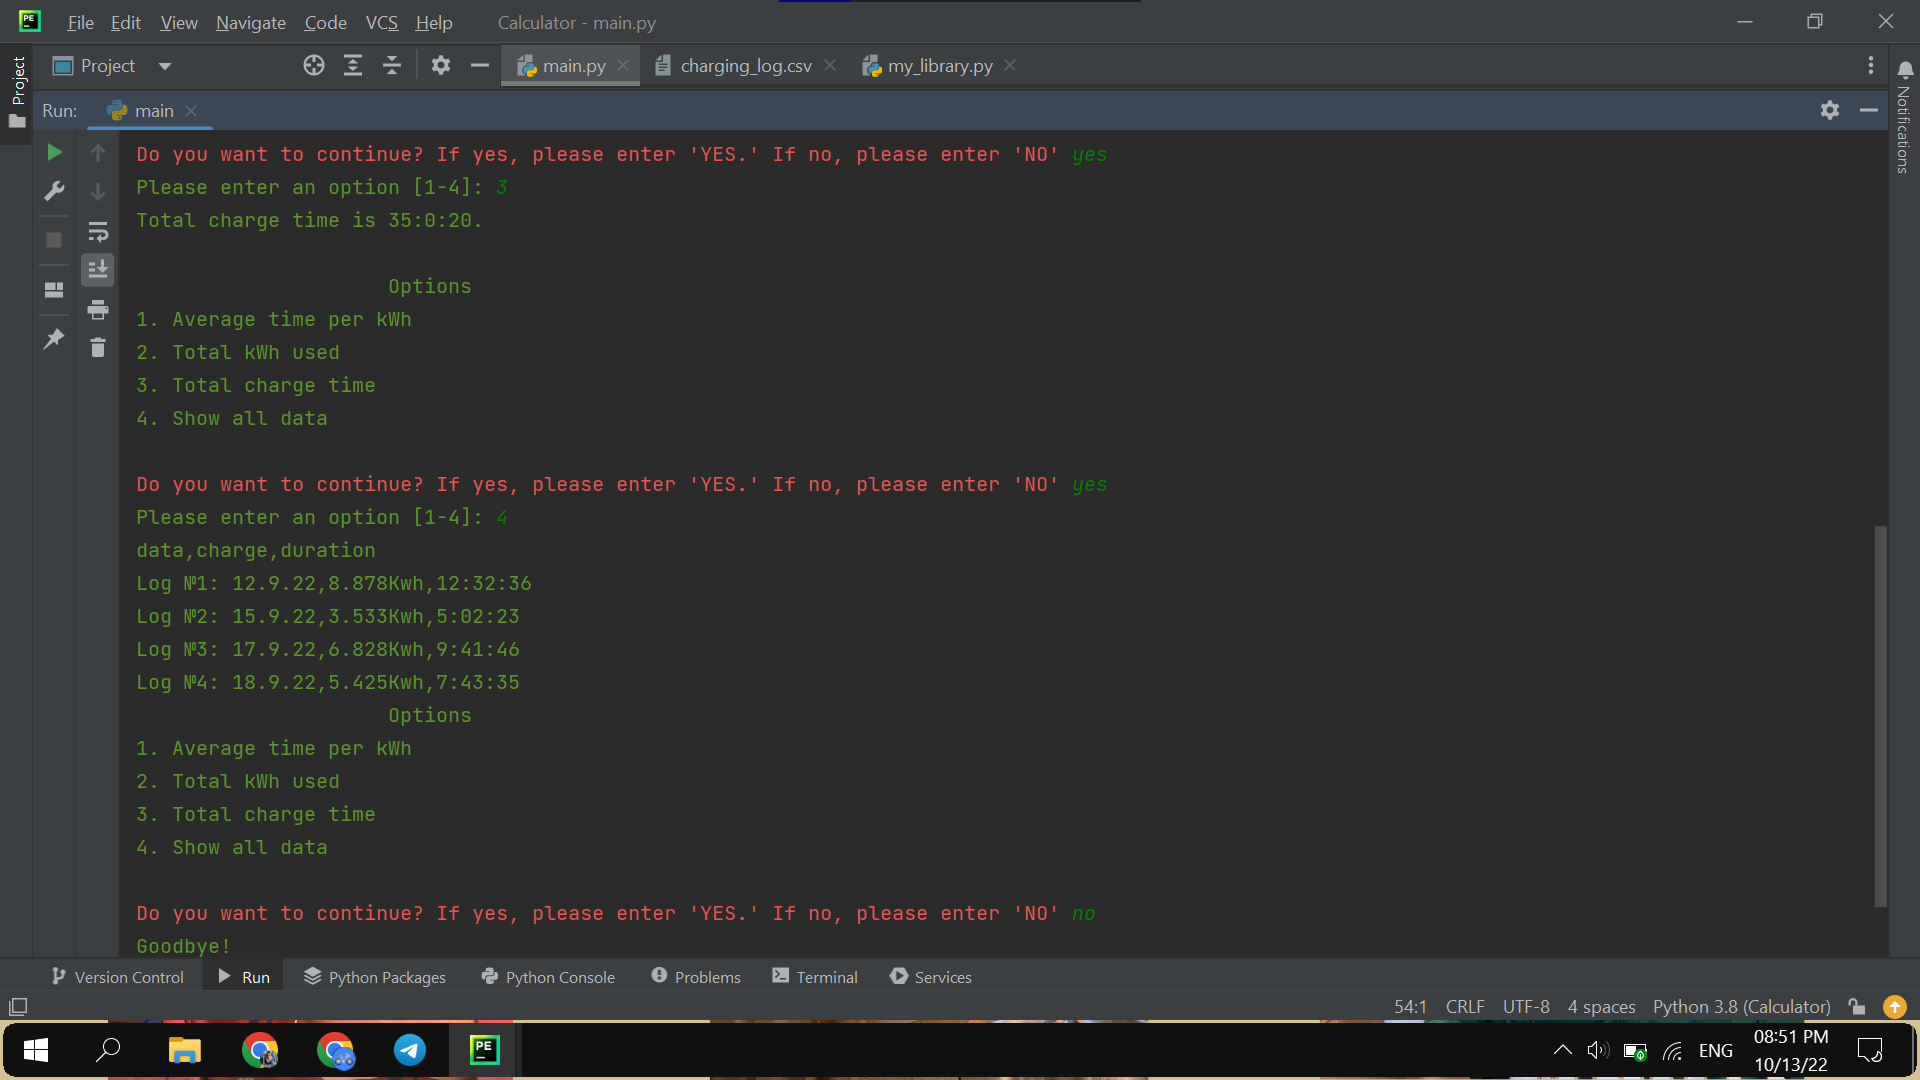 PE File Edit View Navigate Code VCS Help Calculator - main.py
Project
Project main.py charging_log.csv my_library.py
Notifications
Run: main
Do you want to continue? If yes, please enter 'YES.' If no, please enter 'NO' yes
Please enter an option [1-4]: 3
Total charge time is 35:0:20.
Options
1. Average time per kWh
2. Total kWh used
3. Total charge time
4. Show all data
Do you want to continue? If yes, please enter 'YES.' If no, please enter 'NO' yes
Please enter an option [1-4]: 4
data,charge,duration
Log №1: 12.9.22,8.878Kwh,12:32:36
Log №2: 15.9.22,3.533Kwh,5:02:23
Log №3: 17.9.22,6.828Kwh,9:41:46
Log №4: 18.9.22,5.425Kwh,7:43:35
Options
1. Average time per kWh
2. Total kWh used
3. Total charge time
4. Show all data
Do you want to continue? If yes, please enter 'YES.' If no, please enter 'NO' no
Goodbye!
Version Control Run Python Packages Python Console Problems Terminal Services
54:1 CRLF UTF-8 4 spaces Python 3.8 (Calculator)
PE ENG 08:51 PM
10/13/22